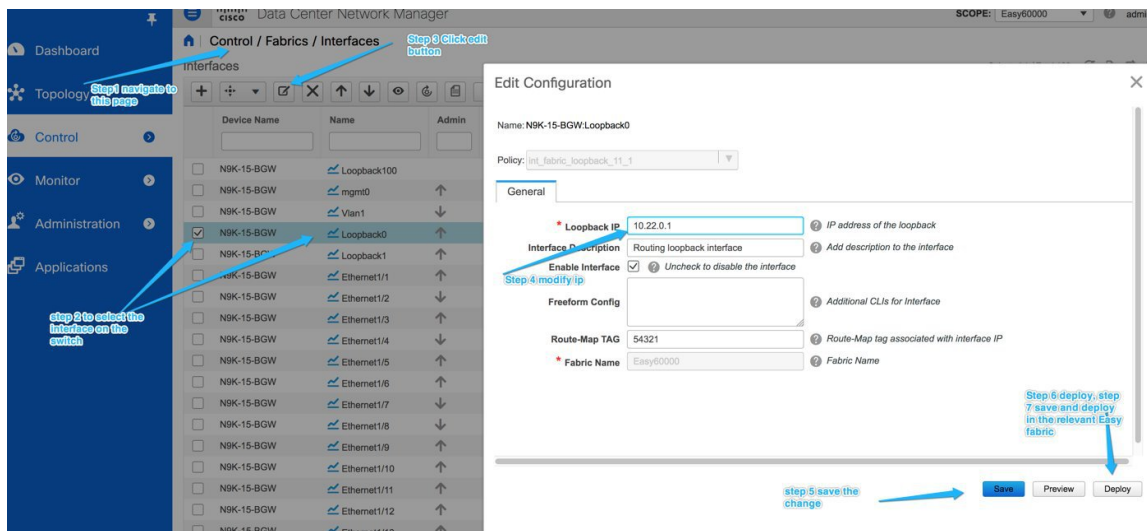 cisco Data Center Network Manager
SCOPE: Easy60000
admi
Dashboard
Topology
Control
Monitor
Administration
Applications
Control / Fabrics / Interfaces
Step 3 Click edit
button
Interfaces
Step1 navigate to
this page
Device Name Name Admin
N9K-15-BGW Loopback100
N9K-15-BGW mgmt0
N9K-15-BGW Vlan1
N9K-15-BGW Loopback0
N9K-15-BGW Loopback1
N9K-15-BGW Ethernet1/1
N9K-15-BGW Ethernet1/2
N9K-15-BGW Ethernet1/3
N9K-15-BGW Ethernet1/4
N9K-15-BGW Ethernet1/5
N9K-15-BGW Ethernet1/6
N9K-15-BGW Ethernet1/7
N9K-15-BGW Ethernet1/8
N9K-15-BGW Ethernet1/9
N9K-15-BGW Ethernet1/10
N9K-15-BGW Ethernet1/11
N9K-15-BGW Ethernet1/12
step 2 to select the
Interface on the
switch
Edit Configuration
Name: N9K-15-BGW:Loopback0
Policy: int_fabric_loopback_11_1
General
* Loopback IP 10.22.0.1 IP address of the loopback
Interface Description Routing loopback interface Add description to the interface
Enable Interface Uncheck to disable the interface
Step 4 modify ip
Freeform Config Additional CLIs for Interface
Route-Map TAG 54321 Route-Map tag associated with interface IP
* Fabric Name Easy60000 Fabric Name
Step 6 deploy, step
7 save and deploy
in the relevant Easy
fabric
step 5 save the
change
Save Preview Deploy